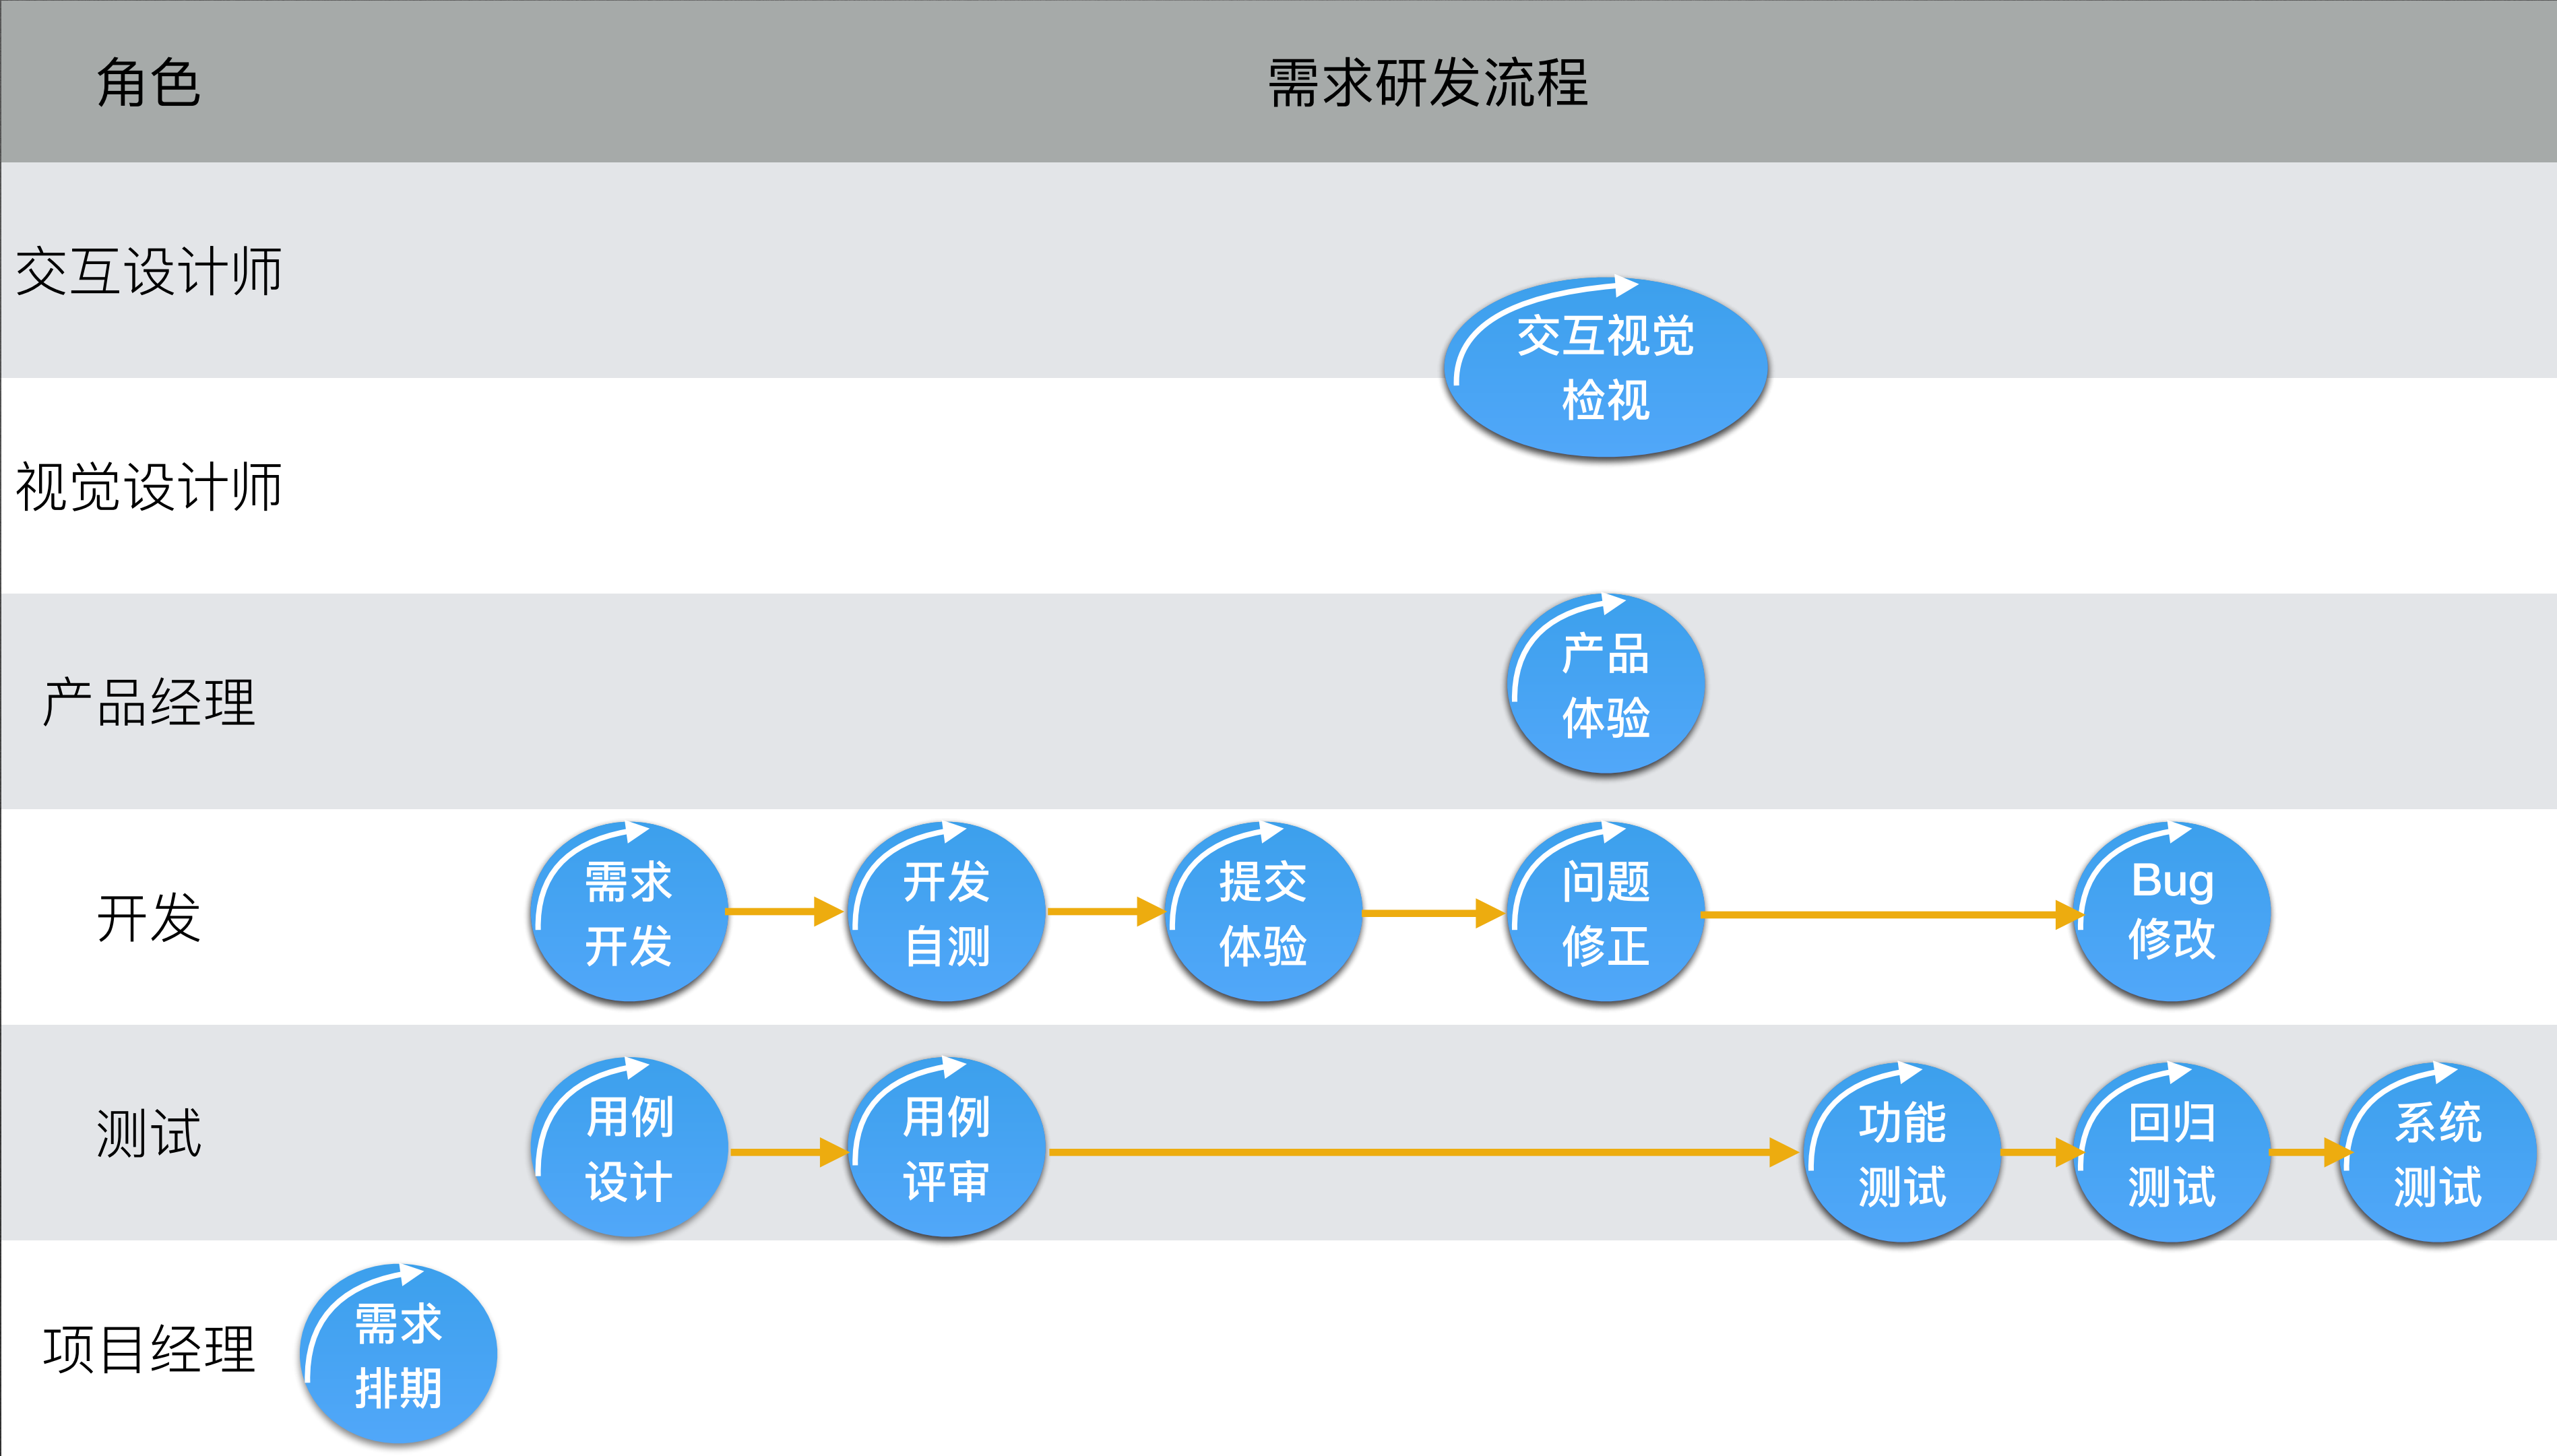 角色
需求研发流程
交互设计师
交互视觉
检视
视觉设计师
产品经理
产品
体验
开发
需求
开发
开发
自测
提交
体验
问题
修正
Bug
修改
测试
用例
设计
用例
评审
功能
测试
回归
测试
系统
测试
项目经理
需求
排期